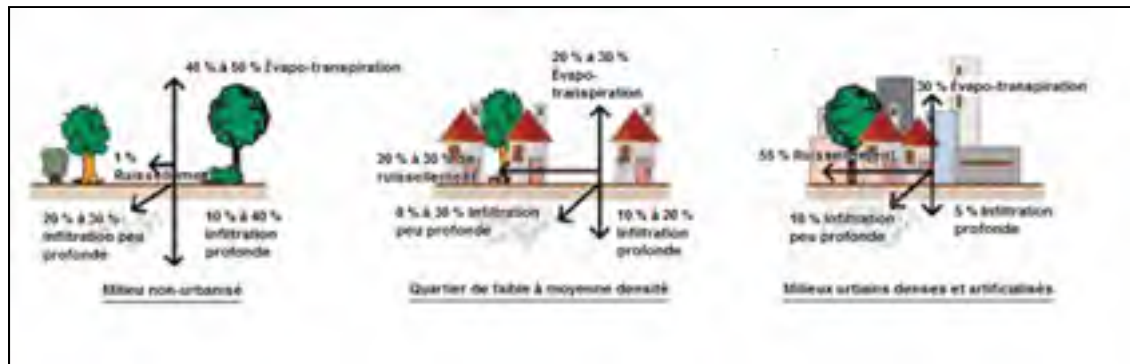 40 % à 50 % Évapo-transpiration
1 %
Ruissellement
20 % à 30 %
Infiltration peu
profonde
10 % à 40 %
Infiltration
profonde
Milieu non-urbanisé
20 % à 30 %
Évapo-
transpiration
20 % à 30 % de
ruissellement
0 % à 30 % Infiltration
peu profonde
10 % à 20 %
Infiltration
profonde
Quartier de faible à moyenne densité
30 % Évapo-transpiration
55 % Ruissellement
10 % Infiltration
peu profonde
5 % Infiltration
profonde
Milieux urbains denses et artificialisés